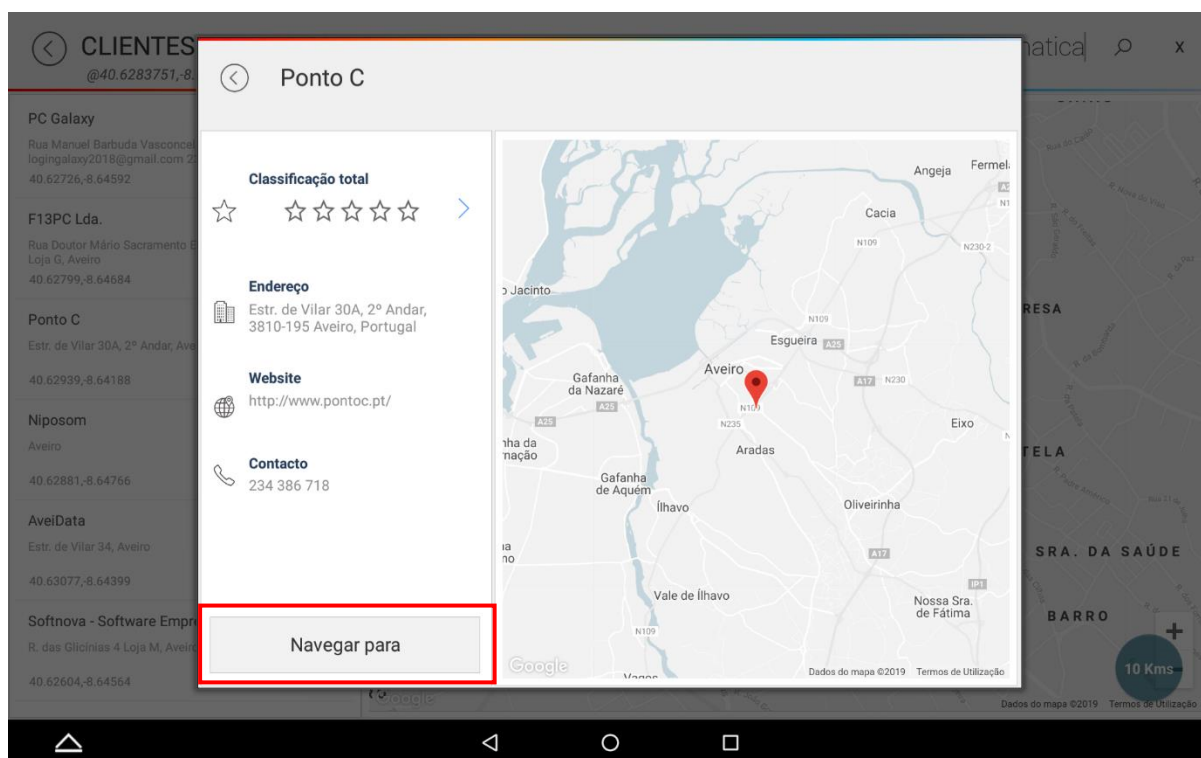 CLIENTES
@40.6283751,-8.
natica
x
PC Galaxy
Rua Manuel Barbuda Vasconcel
logingalaxy2018@gmail.com 2
40.62726,-8.64592
F13PC Lda.
Rua Doutor Mário Sacramento E
Loja G, Aveiro
40.62799,-8.64684
Ponto C
Estr. de Vilar 30A, 2º Andar, Ave
40.62939,-8.64188
Niposom
Aveiro
40.62881,-8.64766
AveiData
Estr. de Vilar 34, Aveiro
40.63077,-8.64399
Softnova - Software Empre
R. das Glicínias 4 Loja M, Aveiro
40.62604,-8.64564
Ponto C
Classificação total
Endereço
Estr. de Vilar 30A, 2º Andar,
3810-195 Aveiro, Portugal
Website
http://www.pontoc.pt/
Contacto
234 386 718
Navegar para
Angeja
Fermel
Cacia
N109
N230-2
o Jacinto
N109
Esgueira
A25
Aveiro
Gafanha
da Nazaré
A25
A17
N230
N109
A25
N235
Eixo
nha da
rnação
Aradas
Gafanha
de Aquém
Ílhavo
Oliveirinha
A17
IP1
Vale de Ílhavo
Nossa Sra.
de Fátima
N109
Vagos
Google
Dados do mapa ©2019
Termos de Utilização
RESA
TELA
SRA. DA SAÚDE
BARRO
+
10 Kms
Google
Dados do mapa ©2019
Termos de Utilização